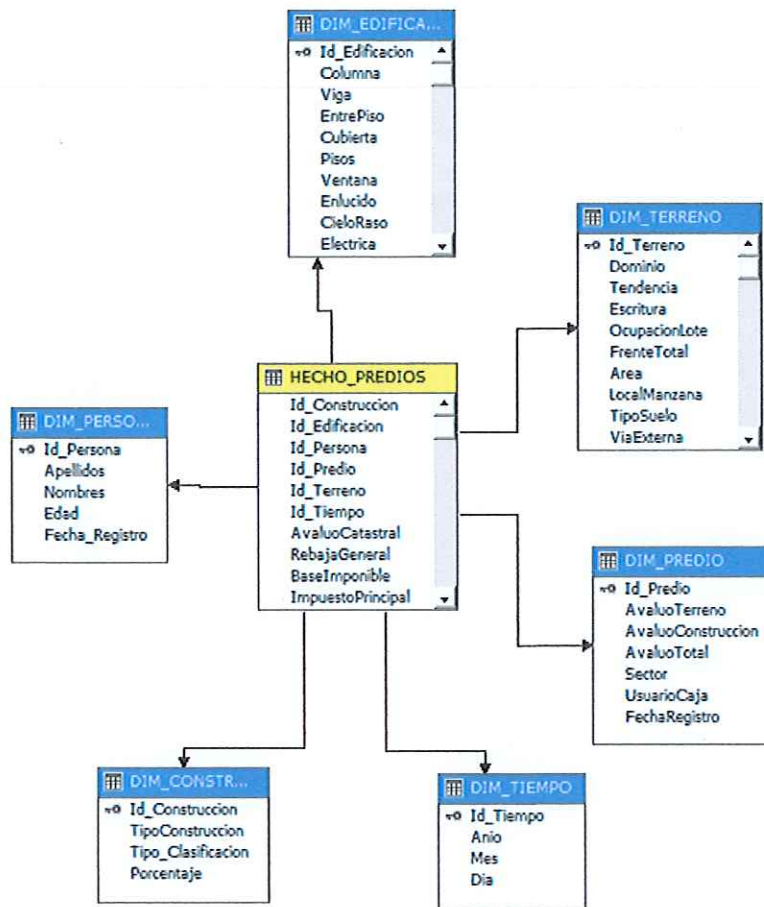 DIM_EDIFICA...
Id_Edificacion
Columna
Viga
EntrePiso
Cubierta
Pisos
Ventana
Enlucido
CieloRaso
Electrica
DIM_TERRENO
Id_Terreno
Dominio
Tendencia
Escritura
OcupacionLote
FrenteTotal
Area
LocalManzana
TipoSuelo
ViaExterna
HECHO_PREDIOS
Id_Construccion
Id_Edificacion
Id_Persona
Id_Predio
Id_Terreno
Id_Tiempo
AvaluoCatastral
RebajaGeneral
BaseImponible
ImpuestoPrincipal
DIM_PERSO...
Id_Persona
Apellidos
Nombres
Edad
Fecha_Registro
DIM_PREDIO
Id_Predio
AvaluoTerreno
AvaluoConstruccion
AvaluoTotal
Sector
UsuarioCaja
FechaRegistro
DIM_CONSTR...
Id_Construccion
TipoConstruccion
Tipo_Clasificacion
Porcentaje
DIM_TIEMPO
Id_Tiempo
Anio
Mes
Dia